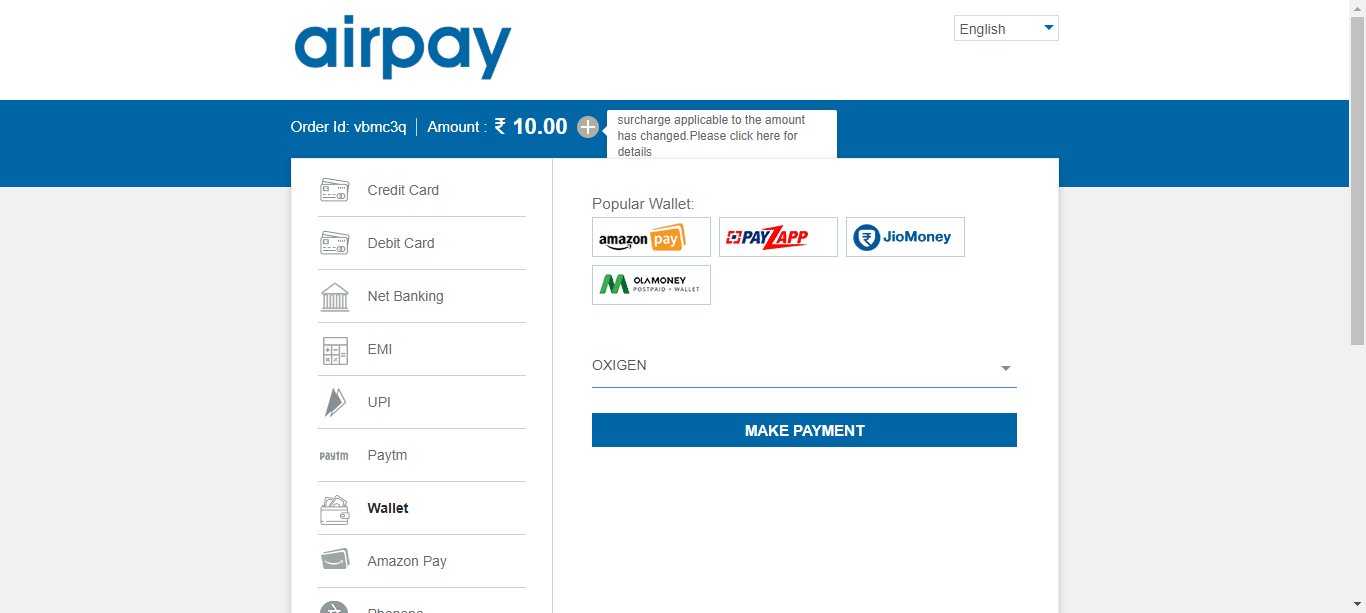 airpay
English
Order Id: vbmc3q
Amount : ₹ 10.00
surcharge applicable to the amount
has changed.Please click here for
details
Credit Card
Debit Card
Net Banking
EMI
UPI
paytm Paytm
Wallet
Amazon Pay
Phonepe
Popular Wallet:
amazon pay
PAYZAPP
JioMoney
OLAMONEY
POSTPAID + WALLET
OXIGEN
MAKE PAYMENT